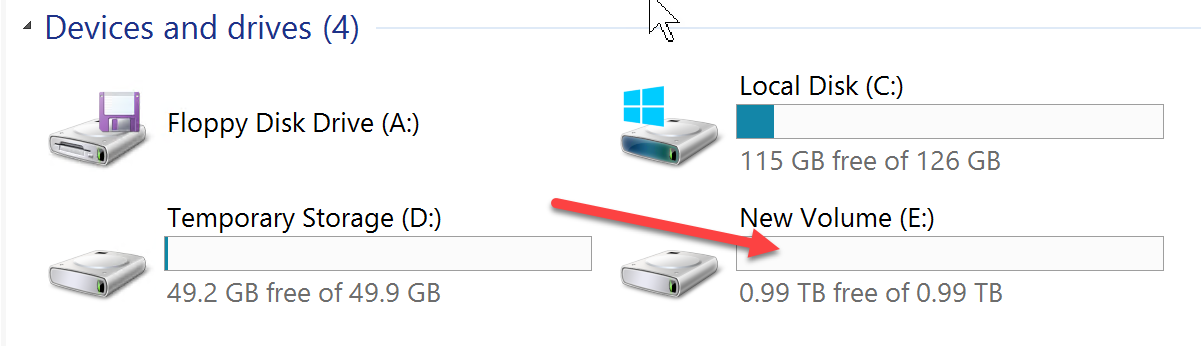 Devices and drives (4)
Floppy Disk Drive (A:)
Local Disk (C:)
115 GB free of 126 GB
Temporary Storage (D:)
49.2 GB free of 49.9 GB
New Volume (E:)
0.99 TB free of 0.99 TB